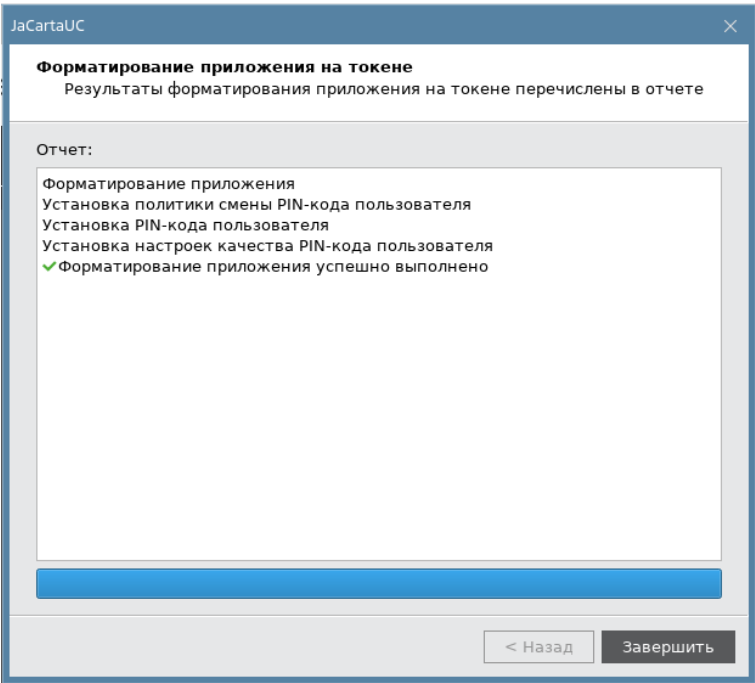 JaCartaUC
Форматирование приложения на токене
Результаты форматирования приложения на токене перечислены в отчете
Отчет:
Форматирование приложения
Установка политики смены PIN-кода пользователя
Установка PIN-кода пользователя
Установка настроек качества PIN-кода пользователя
Форматирование приложения успешно выполнено
< Назад
Завершить